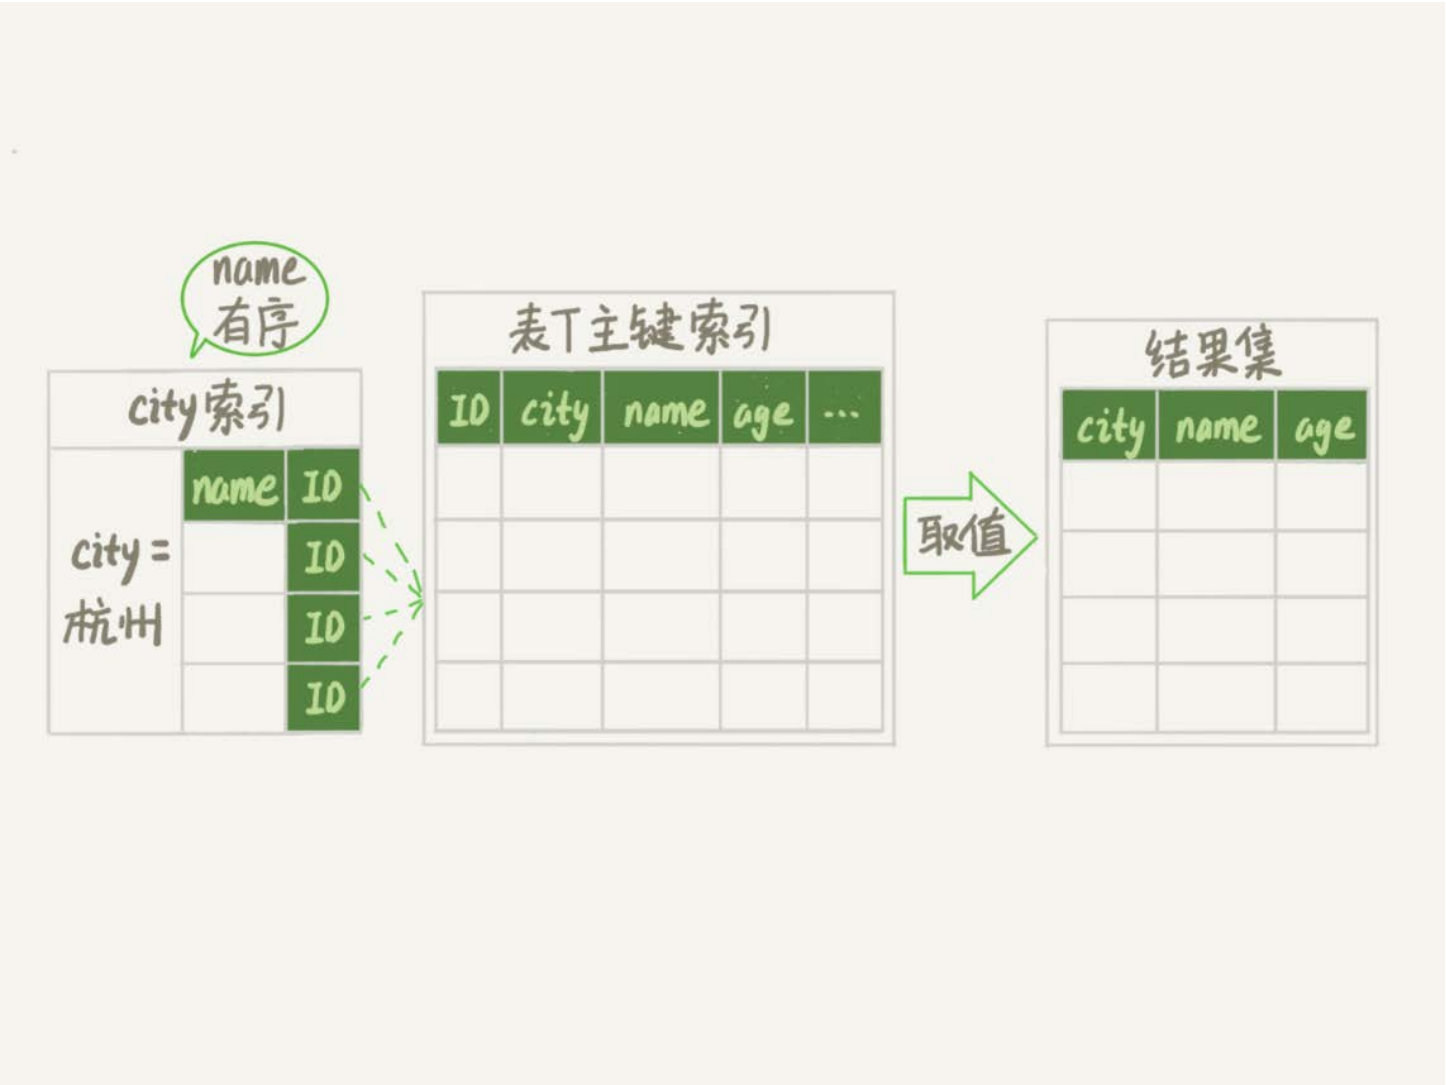 name
有序
city索引
name ID
city=
杭州
ID
ID
ID
表T主键索引
ID city name age ...
取值
结果集
city name age